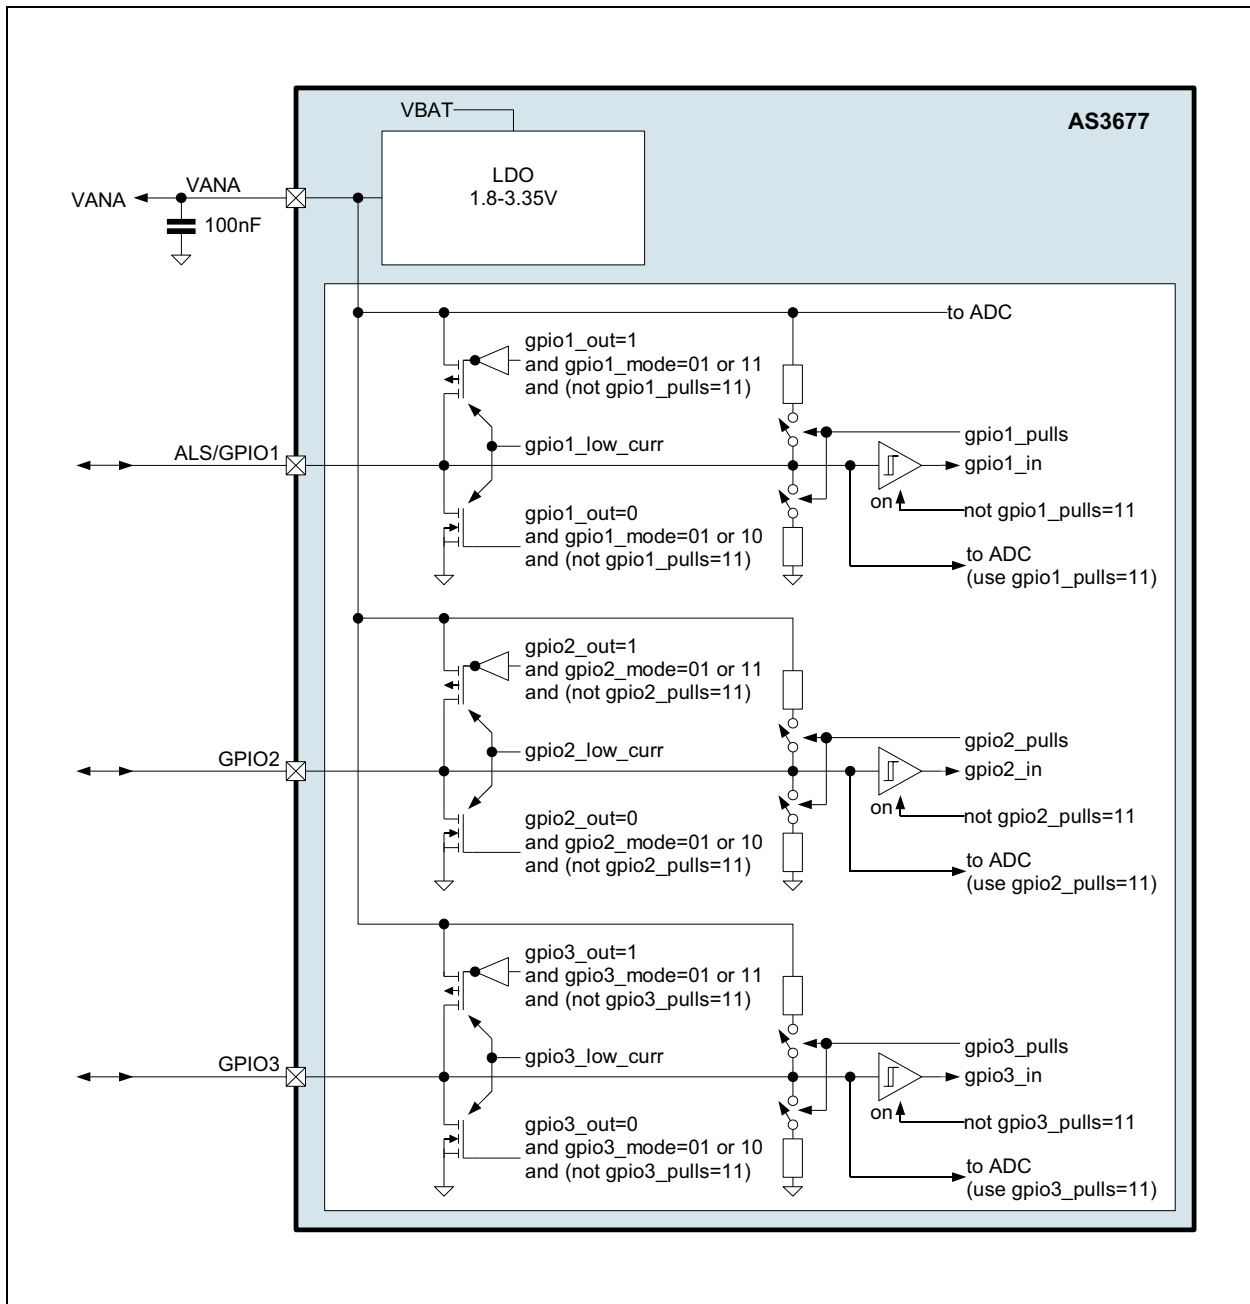 VBAT
AS3677
LDO
1.8-3.35V
VANA
VANA
100nF
to ADC
gpio1_out=1
and gpio1_mode=01 or 11
and (not gpio1_pulls=11)
gpio1_pulls
ALS/GPIO1
gpio1_low_curr
gpio1_in
on
not gpio1_pulls=11
gpio1_out=0
and gpio1_mode=01 or 10
and (not gpio1_pulls=11)
to ADC
(use gpio1_pulls=11)
gpio2_out=1
and gpio2_mode=01 or 11
and (not gpio2_pulls=11)
gpio2_pulls
GPIO2
gpio2_low_curr
gpio2_in
on
not gpio2_pulls=11
gpio2_out=0
and gpio2_mode=01 or 10
and (not gpio2_pulls=11)
to ADC
(use gpio2_pulls=11)
gpio3_out=1
and gpio3_mode=01 or 11
and (not gpio3_pulls=11)
gpio3_pulls
GPIO3
gpio3_low_curr
gpio3_in
on
not gpio3_pulls=11
gpio3_out=0
and gpio3_mode=01 or 10
and (not gpio3_pulls=11)
to ADC
(use gpio3_pulls=11)